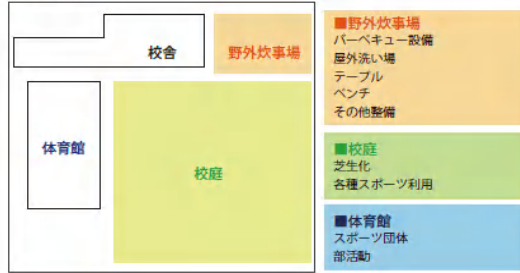 校舎
野外炊事場
体育館
校庭
■野外炊事場
バーベキュー設備
屋外洗い場
テーブル
ベンチ
その他整備
■校庭
芝生化
各種スポーツ利用
■体育館
スポーツ団体
部活動